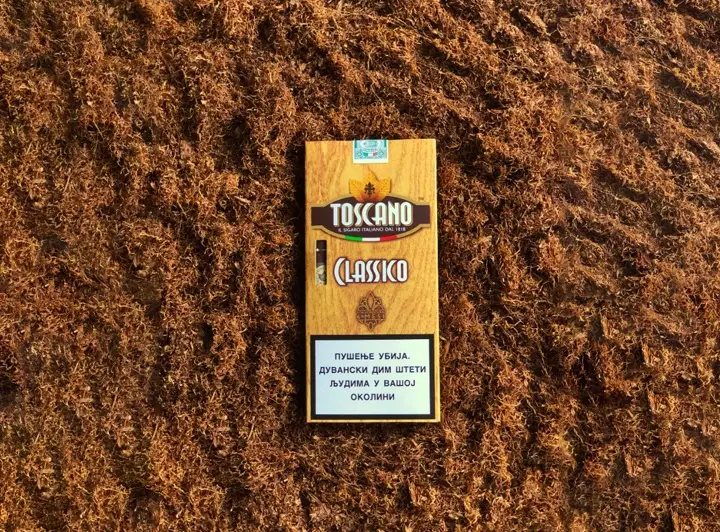 TOSCANO
IL SIGARO ITALIANO DAL 1818
CLASSICO
ПУШЕЊЕ УБИЈА.
ДУВАНСКИ ДИМ ШТЕТИ
ЉУДИМА У ВАШОЈ
ОКОЛИНИ